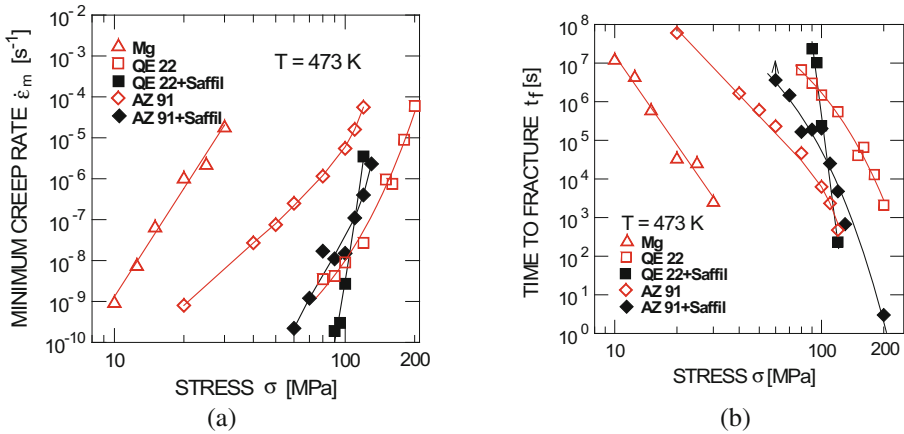 10⁻²
10⁻³
10⁻⁴
10⁻⁵
10⁻⁶
10⁻⁷
10⁻⁸
10⁻⁹
10⁻¹⁰
MINIMUM CREEP RATE ε̇ₘ [s⁻¹]
Mg
QE 22
QE 22+Saffil
AZ 91
AZ 91+Saffil
T = 473 K
10 100 200
STRESS σ [MPa]
(a)
10⁸
10⁷
10⁶
10⁵
10⁴
10³
10²
10¹
10⁰
TIME TO FRACTURE t_f [s]
T = 473 K
Mg
QE 22
QE 22+Saffil
AZ 91
AZ 91+Saffil
10 100 200
STRESS σ [MPa]
(b)